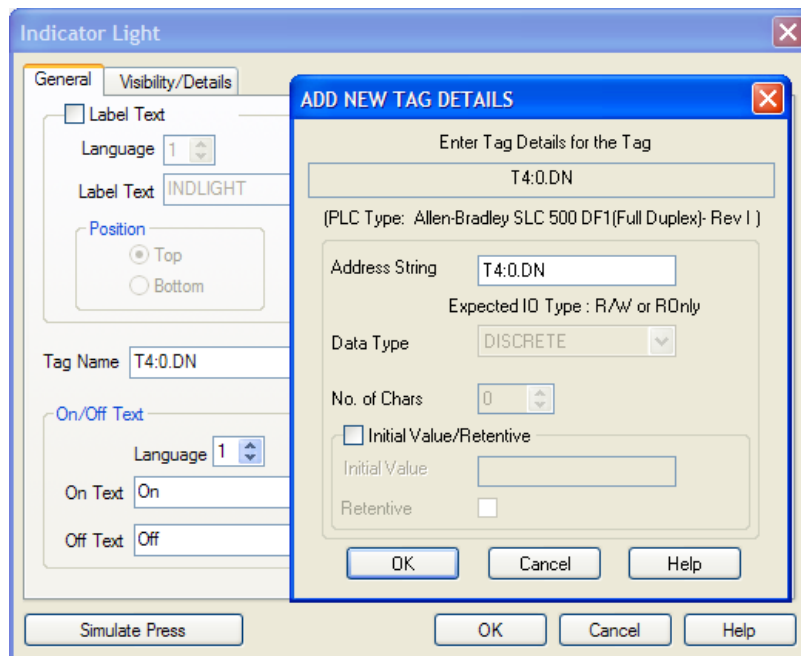 Indicator Light
General
Visibility/Details
Label Text
Language 1
Label Text INDLIGHT
Position
Top
Bottom
Tag Name T4:0.DN
On/Off Text
Language 1
On Text On
Off Text Off
Simulate Press
OK
Cancel
Help
ADD NEW TAG DETAILS
Enter Tag Details for the Tag
T4:0.DN
(PLC Type: Allen-Bradley SLC 500 DF1(Full Duplex)- Rev I )
Address String T4:0.DN
Expected IO Type : R/W or ROnly
Data Type DISCRETE
No. of Chars 0
Initial Value/Retentive
Initial Value
Retentive
OK
Cancel
Help